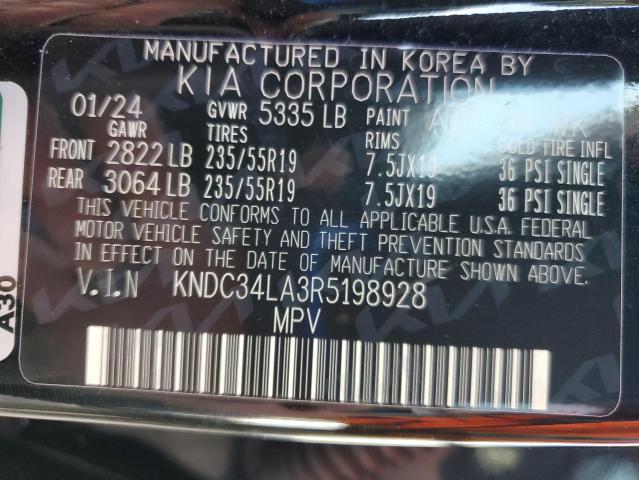 MANUFACTURED IN KOREA BY
KIA CORPORATION
01/24 GVWR 5335 LB PAINT WK
GAWR TIRES RIMS COLD TIRE INFL
FRONT 2822 LB 235/55R19 7.5JX19 36 PSI SINGLE
REAR 3064 LB 235/55R19 7.5JX19 36 PSI SINGLE
THIS VEHICLE CONFORMS TO ALL APPLICABLE U.S.A. FEDERAL
MOTOR VEHICLE SAFETY AND THEFT PREVENTION STANDARDS
IN EFFECT ON THE DATE OF MANUFACTURE SHOWN ABOVE.
V.I.N KNDC34LA3R5198928
MPV
A30